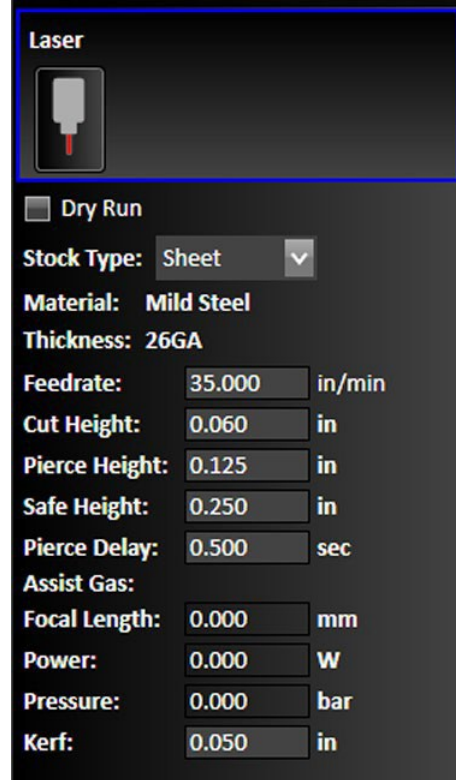 Laser
Dry Run
Stock Type: Sheet
Material: Mild Steel
Thickness: 26GA
Feedrate: 35.000 in/min
Cut Height: 0.060 in
Pierce Height: 0.125 in
Safe Height: 0.250 in
Pierce Delay: 0.500 sec
Assist Gas:
Focal Length: 0.000 mm
Power: 0.000 W
Pressure: 0.000 bar
Kerf: 0.050 in